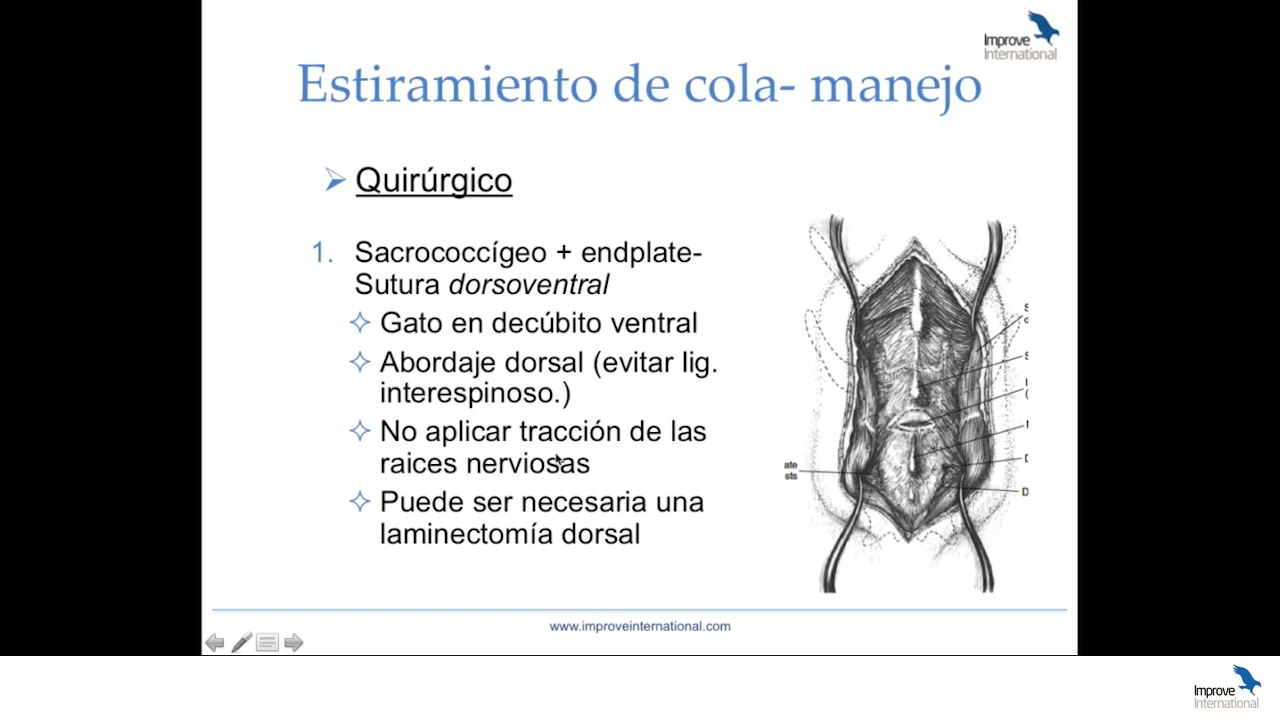 Improve
International
Estiramiento de cola- manejo
Quirúrgico
1. Sacrococcígeo + endplate-
Sutura dorsoventral
Gato en decúbito ventral
Abordaje dorsal (evitar lig.
interespinoso.)
No aplicar tracción de las
raices nerviosas
Puede ser necesaria una
laminectomía dorsal
ate
sts
D
www.improveinternational.com
Improve
International